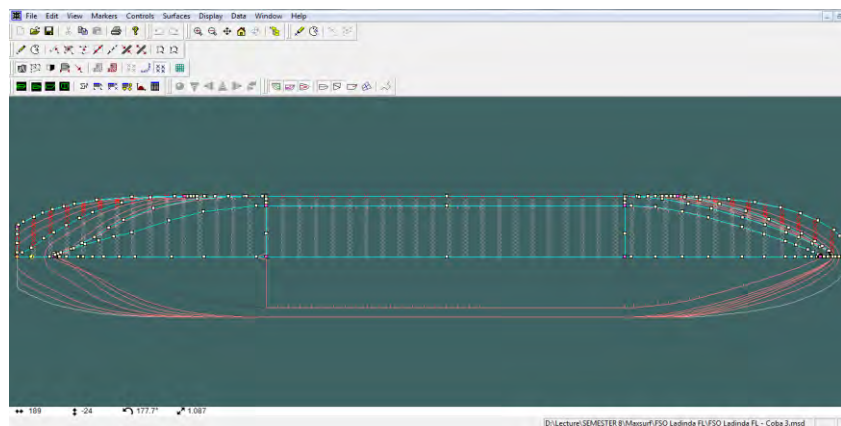 File Edit View Markers Controls Surfaces Display Data Window Help
189 -24 177.7° 1.087
D:\Lecture\SEMESTER 8\Maxsurf\FSO Ladinda FL\FSO Ladinda FL - Coba 3.msd